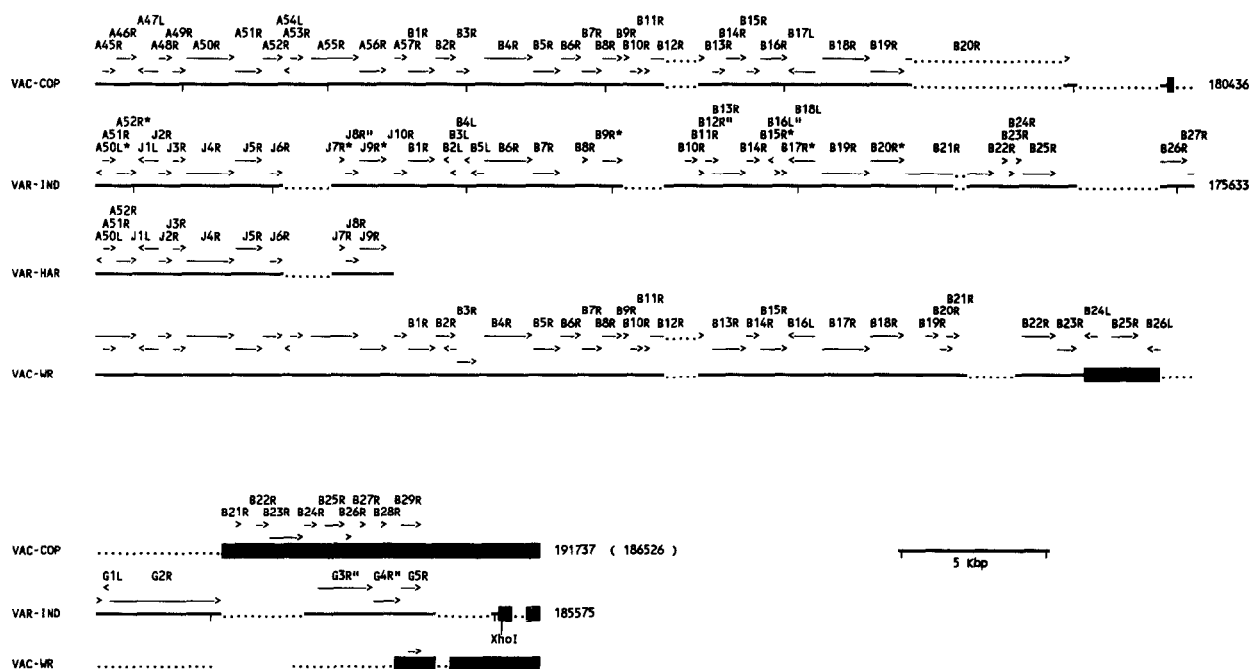 A47L A54L B11R B15R
A46R A49R A51R A53R B1R B3R B7R B9R B14R B17L
A45R A48R A50R A52R A55R A56R A57R B2R B4R B5R B6R B8R B10R B12R B13R B16R B18R B19R B20R
VAC-COP 180436
B13R B18L
A52R* B4L B12R" B16L" B24R
A51R J2R J8R" J10R B3L B9R* B11R B15R* B23R B27R
A50L* J1L J3R J4R J5R J6R J7R* J9R* B1R B2L B5L B6R B7R B8R B10R B14R B17R* B19R B20R* B21R B22R B25R B26R
VAR-IND 175633
A52R
A51R J3R J8R
A50L J1L J2R J4R J5R J6R J7R J9R
VAR-HAR
B11R
B3R B7R B9R B15R B21R
B1R B2R B4R B5R B6R B8R B10R B12R B13R B14R B16L B17R B18R B19R B20R B22R B23R B24L B25R B26L
VAC-WR
B22R B25R B27R B29R
B21R B23R B24R B26R B28R
VAC-COP 191737 ( 186526 )
5 Kbp
G1L G2R G3R" G4R" G5R
VAR-IND 185575
XhoI
VAC-WR